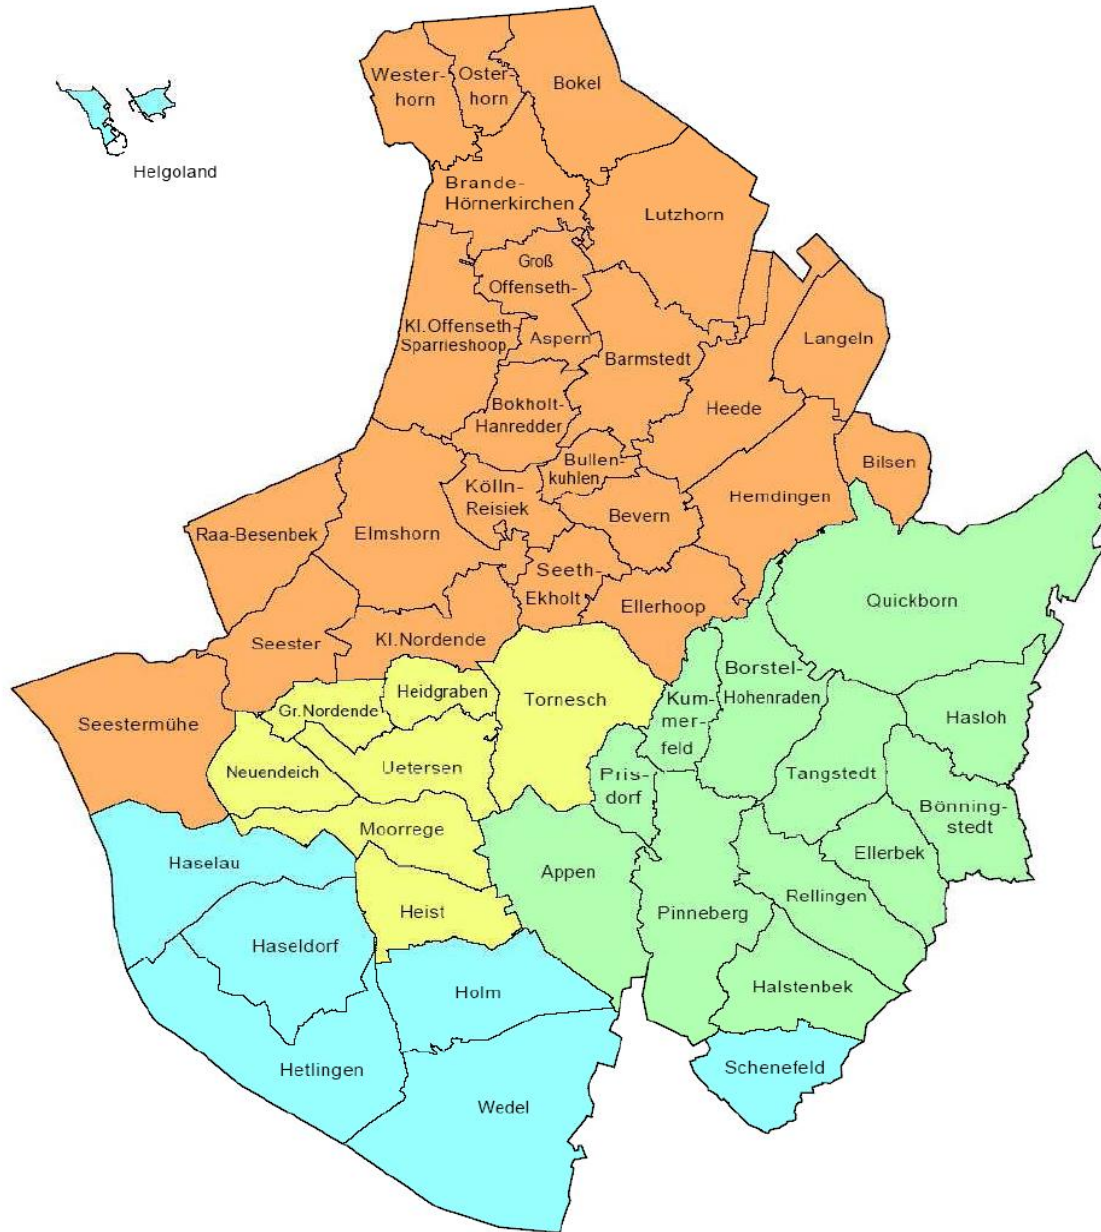 Wester-
horn
Oster-
horn
Bokel
Helgoland
Brande-
Hörnerkirchen
Lutzhorn
Groß
Offenseth-
Aspern
Kl.Offenseth-
Sparrieshoop
Barmstedt
Langeln
Bokholt-
Hanredder
Heede
Bullen-
kuhlen
Bilsen
Kölln-
Reisiek
Hemdingen
Bevern
Raa-Besenbek
Elmshorn
Seeth-
Ekholt
Ellerhoop
Quickborn
Seester
Kl.Nordende
Borstel-
Hohenraden
Heidgraben
Tornesch
Kum-
mer-
feld
Gr.Nordende
Hasloh
Seestermühe
Neuendeich
Uetersen
Pris-
dorf
Tangstedt
Bönning-
stedt
Moorrege
Haselau
Appen
Ellerbek
Rellingen
Heist
Pinneberg
Haseldorf
Holm
Halstenbek
Hetlingen
Schenefeld
Wedel